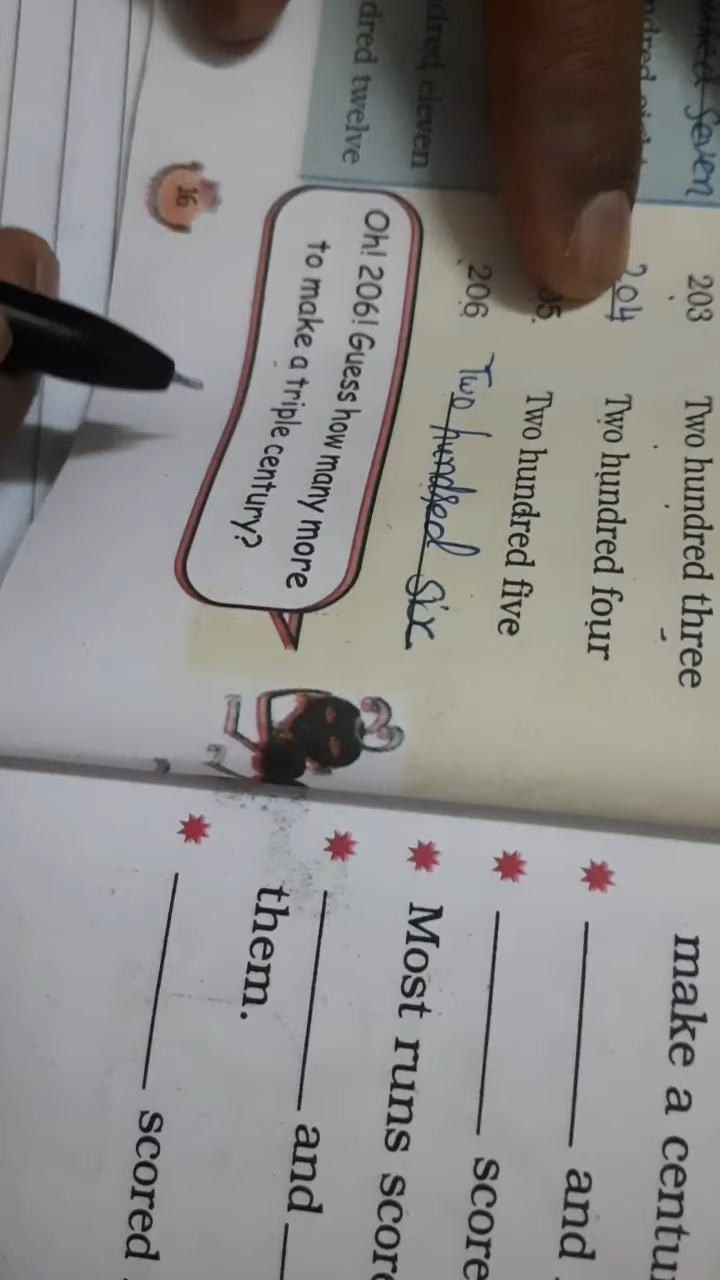 seven
203 Two hundred three
204 Two hundred four
Two hundred five
206 Two hundred six
eleven
dred twelve
Oh! 206! Guess how many more
to make a triple century?
16
make a centu
and
score
Most runs scor
and
them.
scored